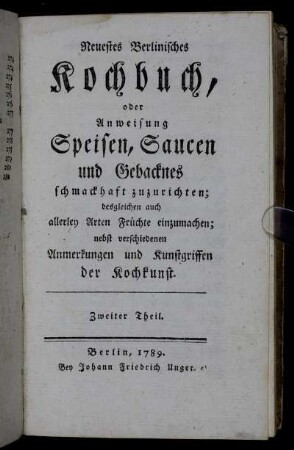 Neuestes Berlinisches
Kochbuch,
oder
Anweisung
Speisen, Saucen
und Gebacknes
schmackhaft zuzurichten;
desgleichen auch
allerley Arten Früchte einzumachen;
nebst verschiedenen
Anmerkungen und Kunstgriffen
der Kochkunst.
Zweiter Theil.
Berlin, 1789.
Bey Johann Friedrich Unger.